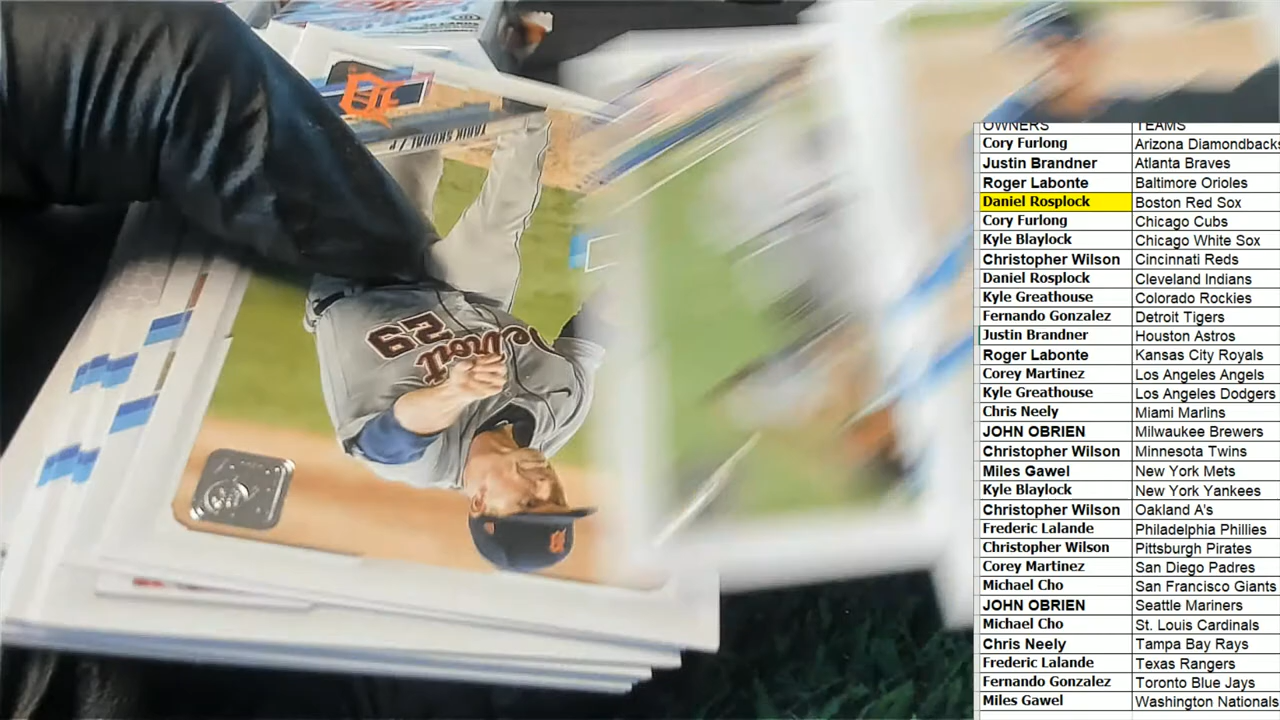 TARIK SKUBAL / P
Detroit
29
OWNERS TEAMS
Cory Furlong Arizona Diamondbacks
Justin Brandner Atlanta Braves
Roger Labonte Baltimore Orioles
Daniel Rosplock Boston Red Sox
Cory Furlong Chicago Cubs
Kyle Blaylock Chicago White Sox
Christopher Wilson Cincinnati Reds
Daniel Rosplock Cleveland Indians
Kyle Greathouse Colorado Rockies
Fernando Gonzalez Detroit Tigers
Justin Brandner Houston Astros
Roger Labonte Kansas City Royals
Corey Martinez Los Angeles Angels
Kyle Greathouse Los Angeles Dodgers
Chris Neely Miami Marlins
JOHN OBRIEN Milwaukee Brewers
Christopher Wilson Minnesota Twins
Miles Gawel New York Mets
Kyle Blaylock New York Yankees
Christopher Wilson Oakland A's
Frederic Lalande Philadelphia Phillies
Christopher Wilson Pittsburgh Pirates
Corey Martinez San Diego Padres
Michael Cho San Francisco Giants
JOHN OBRIEN Seattle Mariners
Michael Cho St. Louis Cardinals
Chris Neely Tampa Bay Rays
Frederic Lalande Texas Rangers
Fernando Gonzalez Toronto Blue Jays
Miles Gawel Washington Nationals